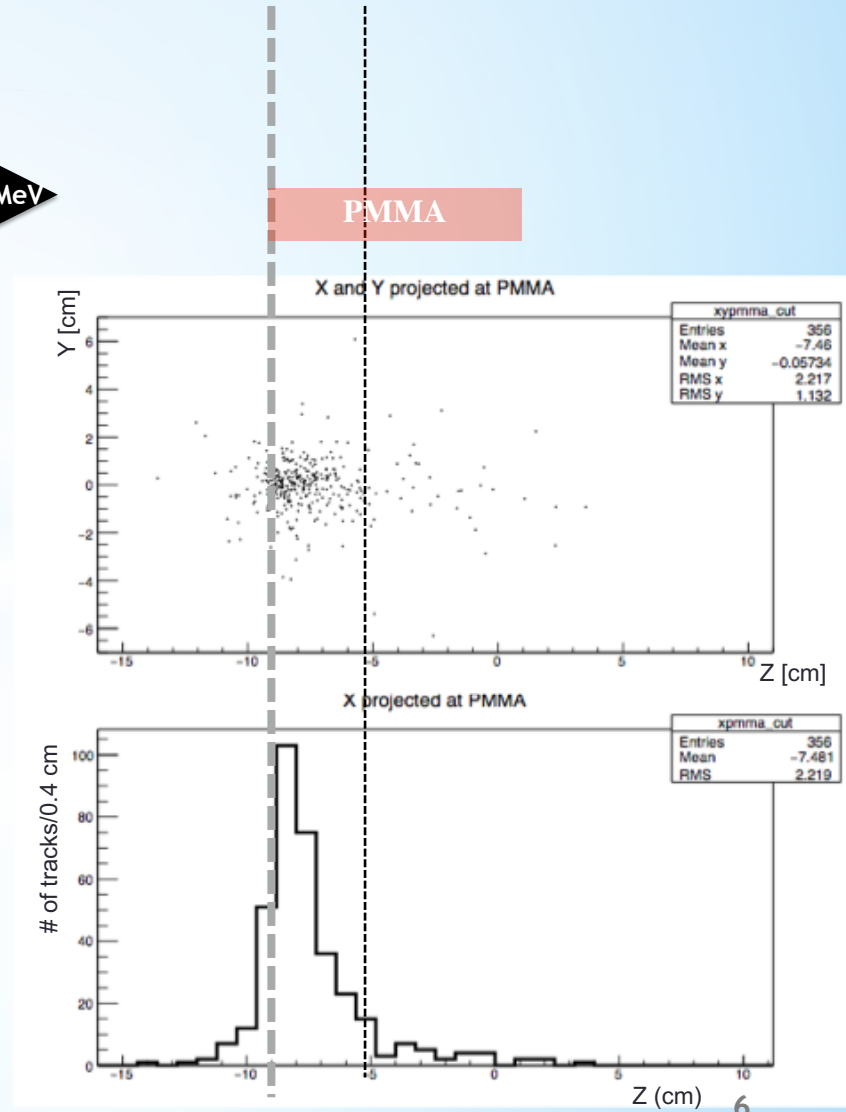 MeV
PMMA
X and Y projected at PMMA
Y [cm]
xypmma_cut
Entries 356
Mean x -7.46
Mean y -0.05734
RMS x 2.217
RMS y 1.132
6
4
2
0
-2
-4
-6
-15 -10 -5 0 5 10
Z [cm]
X projected at PMMA
# of tracks/0.4 cm
xpmma_cut
Entries 356
Mean -7.481
RMS 2.219
100
80
60
40
20
0
-15 -10 -5 0 5 10
Z (cm)
6